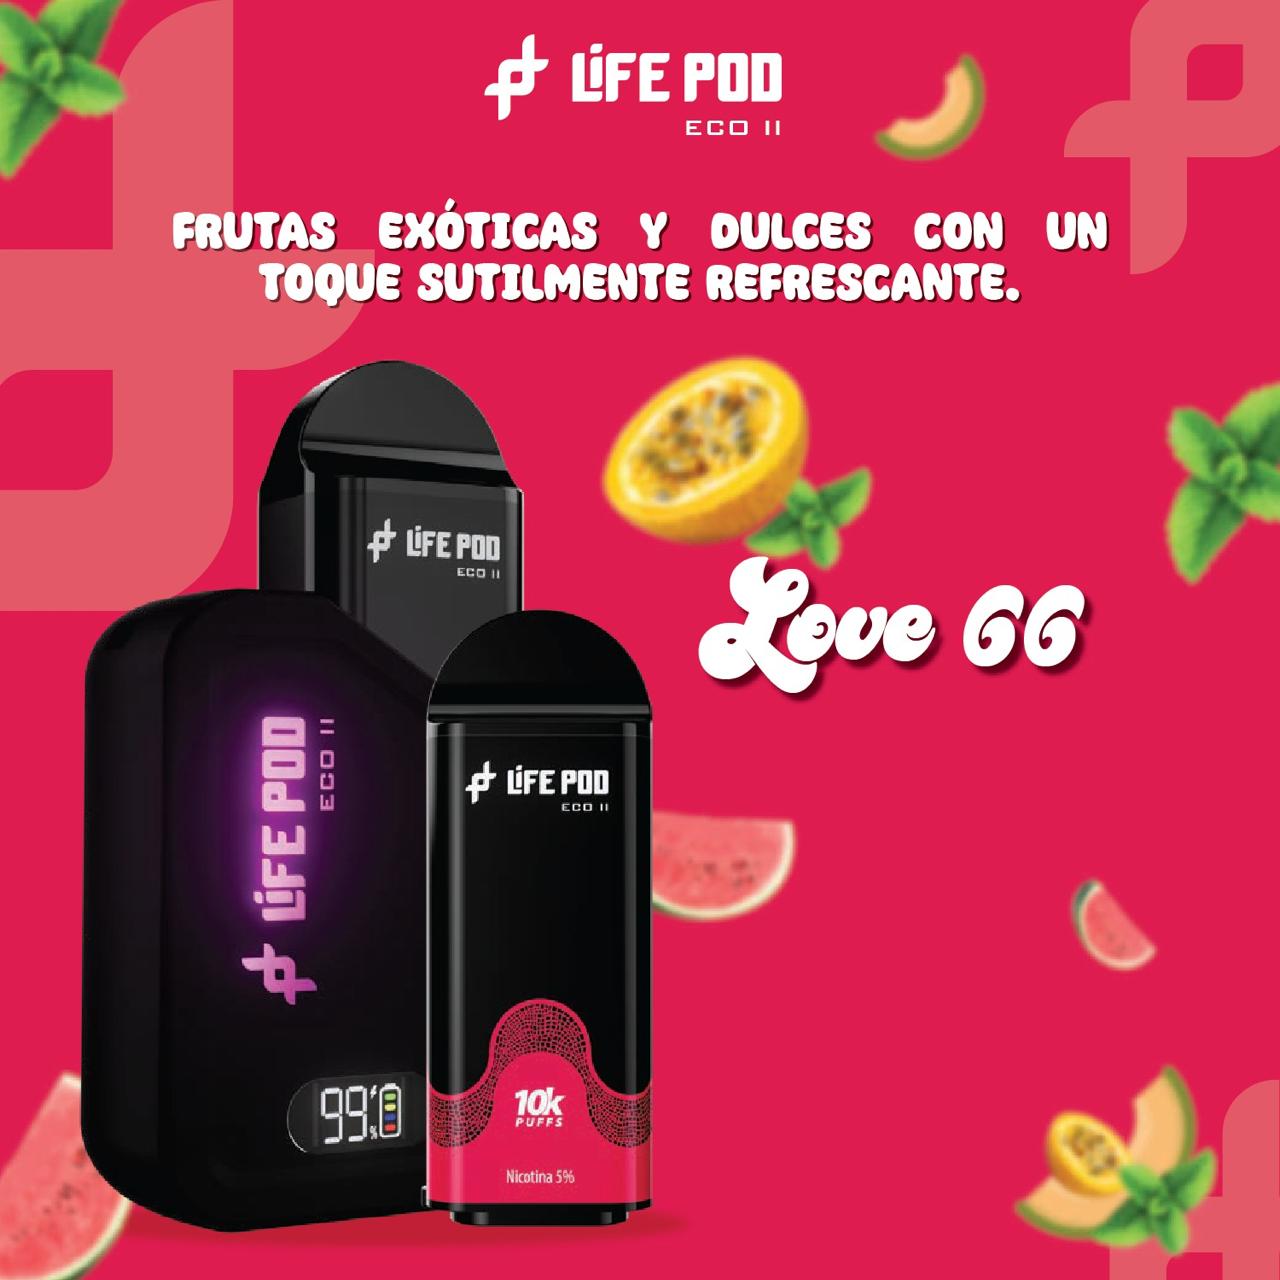 LIFE POD
ECO II
FRUTAS EXÓTICAS Y DULCES CON UN
TOQUE SUTILMENTE REFRESCANTE.
LIFE POD
ECO II
Love 66
LIFE POD
ECO II
LIFE POD
ECO II
99%
10k
PUFFS
Nicotina 5%